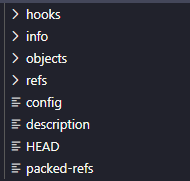 hooks
info
objects
refs
config
description
HEAD
packed-refs